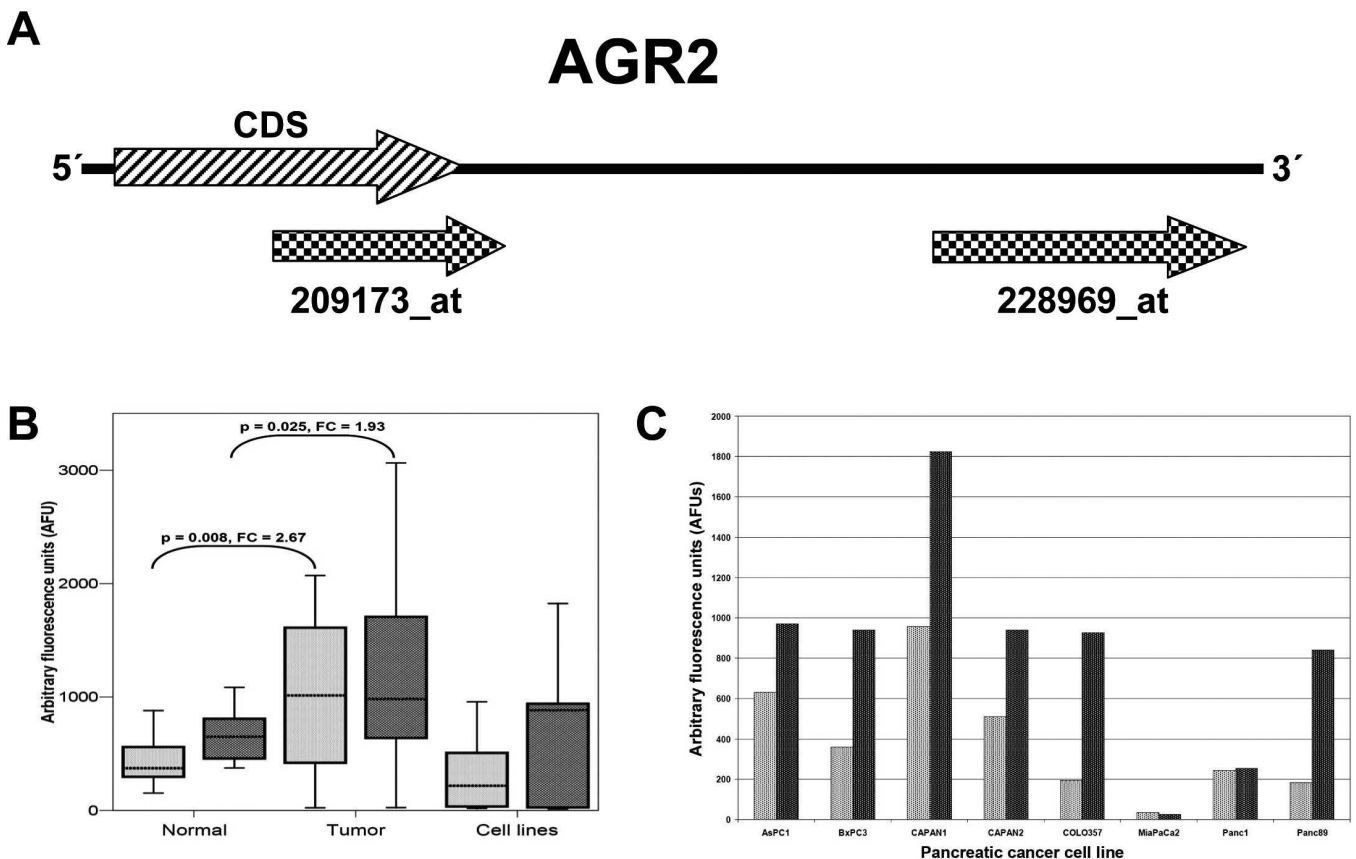 A
AGR2
CDS
5´
3´
209173_at
228969_at
B
p = 0.025, FC = 1.93
p = 0.008, FC = 2.67
Arbitrary fluorescence units (AFU)
3000
2000
1000
0
Normal
Tumor
Cell lines
C
Arbitrary fluorescence units (AFUs)
2000
1800
1600
1400
1200
1000
800
600
400
200
0
AsPC1
BxPC3
CAPAN1
CAPAN2
COLO357
MiaPaCa2
Panc1
Panc89
Pancreatic cancer cell line